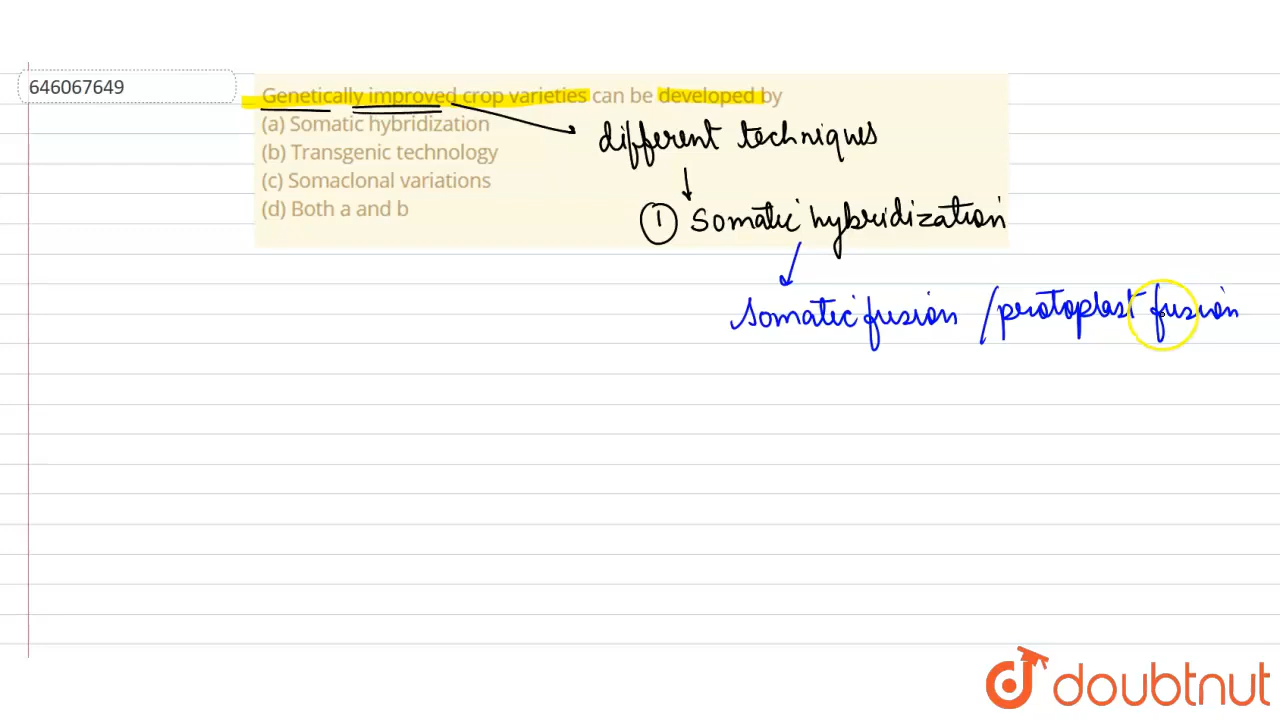 646067649
Genetically improved crop varieties can be developed by
(a) Somatic hybridization
(b) Transgenic technology
(c) Somaclonal variations
(d) Both a and b
different techniques
① Somatic hybridization
Somatic fusion / protoplast fusion
doubtnut